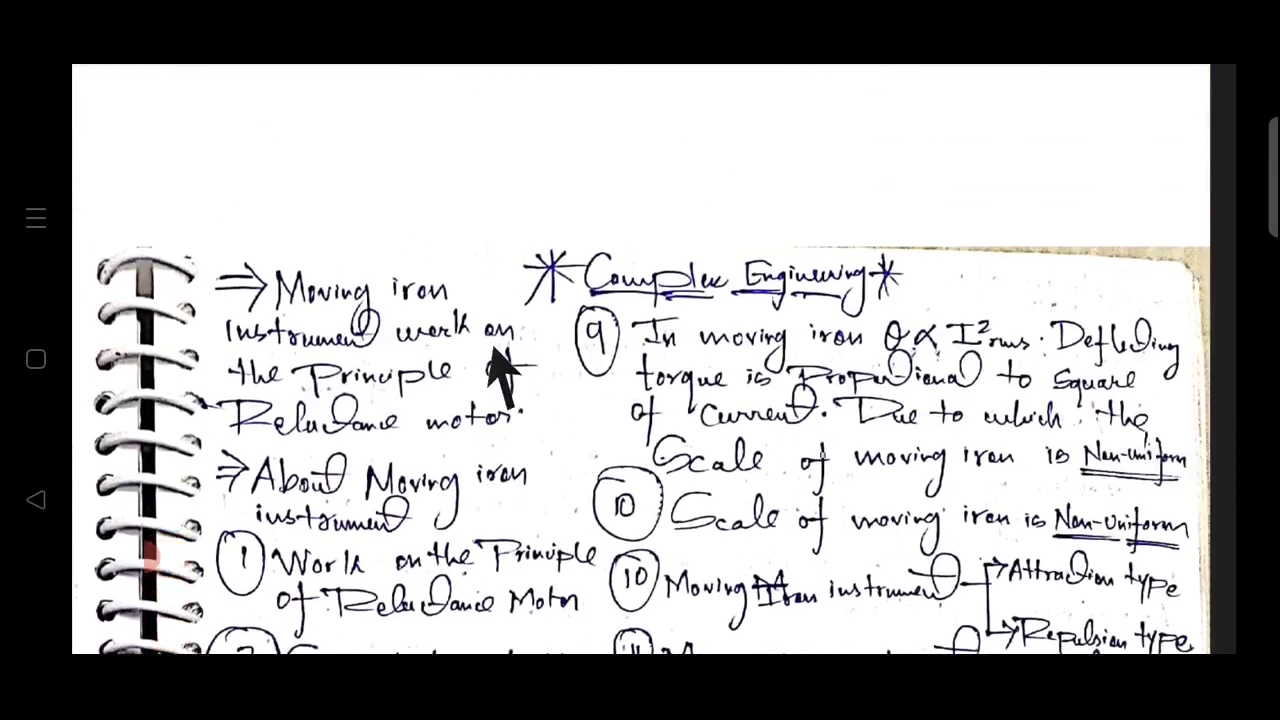 * Complex Engineering *
⇒ Moving iron
instrument work on
the Principle of
Reluctance motor.
⇒ About Moving iron
instrument
① Work on the Principle
of Reluctance Motor
⑨ In moving iron θ ∝ I²rms. Deflecting
torque is Proportional to square
of current. Due to which the
Scale of moving iron is Non-Uniform
⑩ Scale of moving iron is Non-Uniform
⑩ Moving Iron instrument → Attraction type
→ Repulsion type